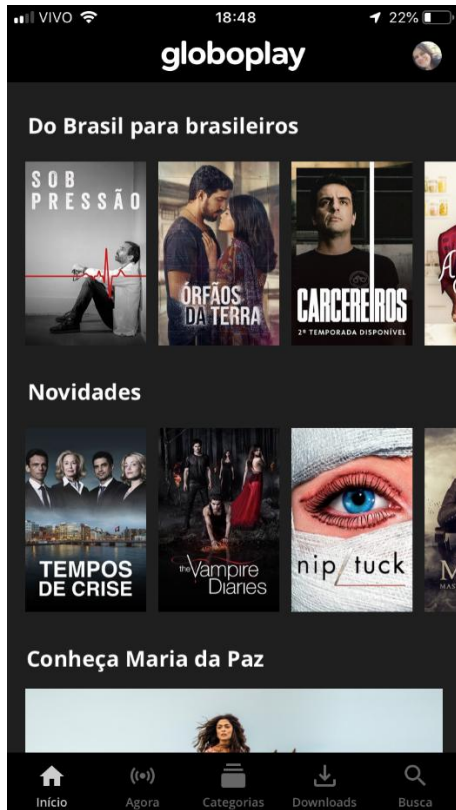 VIVO 18:48 22%
globoplay
Do Brasil para brasileiros
SOB
PRESSÃO
ÓRFÃOS
DA TERRA
CARCEREIROS
2ª TEMPORADA DISPONÍVEL
Novidades
TEMPOS
DE CRISE
the Vampire
Diaries
nip/tuck
Conheça Maria da Paz
Início Agora Categorias Downloads Busca